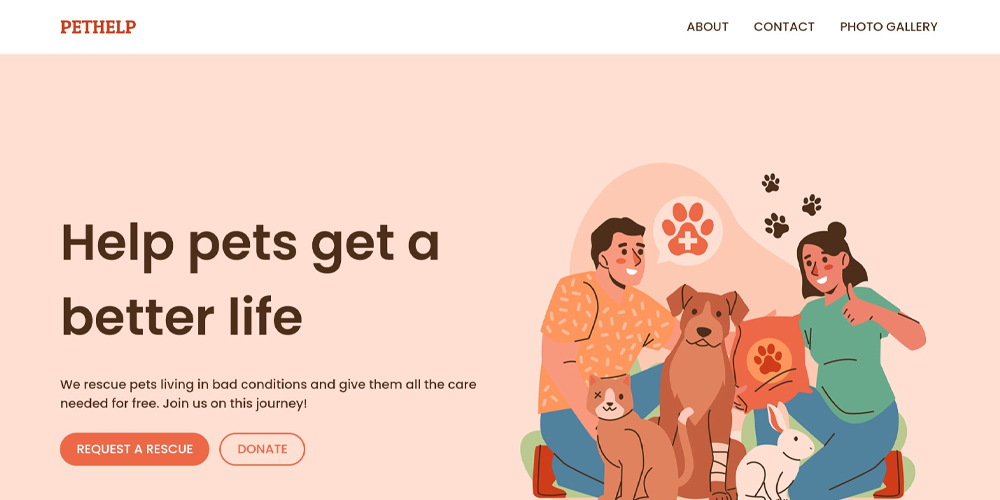 PETHELP
ABOUT CONTACT PHOTO GALLERY
Help pets get a
better life
We rescue pets living in bad conditions and give them all the care
needed for free. Join us on this journey!
REQUEST A RESCUE DONATE